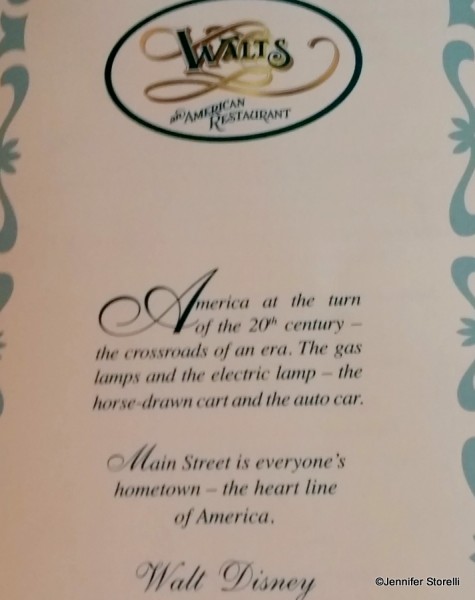 WALT'S
an AMERICAN
RESTAURANT
America at the turn
of the 20th century –
the crossroads of an era. The gas
lamps and the electric lamp – the
horse-drawn cart and the auto car.
Main Street is everyone's
hometown – the heart line
of America.
Walt Disney
©Jennifer Storelli